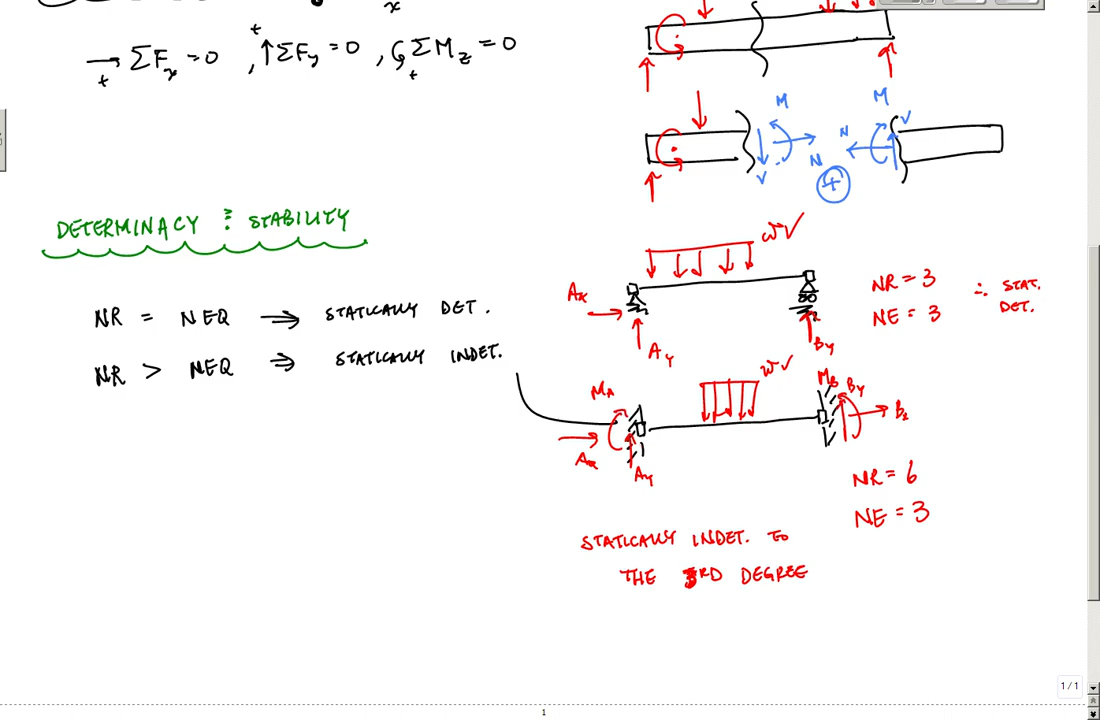 x
→ ΣFx = 0 , ↑ΣFy = 0 , ↺ ΣMz = 0
+ + +
M M
V
N
N
V
+
DETERMINACY & STABILITY
w ✓
NR = 3
NE = 3
∴ STAT. DET.
Ax
Ay
By
NR = NEQ ⇒ STATICALLY DET.
NR > NEQ ⇒ STATICALLY INDET.
w ✓
MA
MB
By
Ax
Ay
NR = 6
NE = 3
STATICALLY INDET. TO
THE 3RD DEGREE
1/1
1